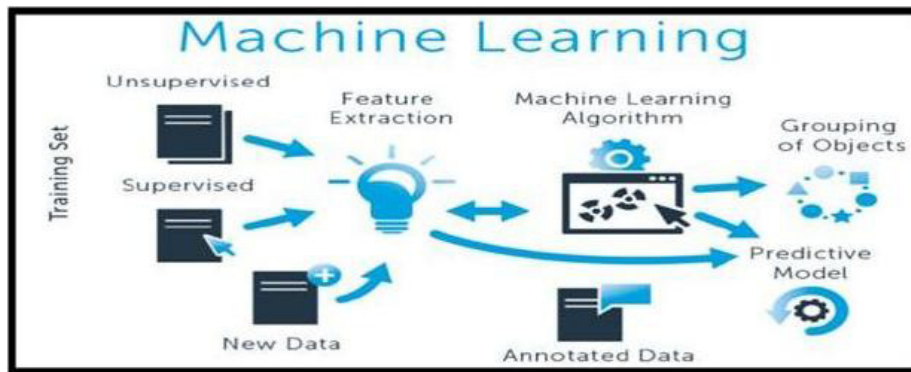 Machine Learning
Unsupervised
Feature
Extraction
Machine Learning
Algorithm
Grouping
of Objects
Training Set
Supervised
Predictive
Model
New Data
Annotated Data